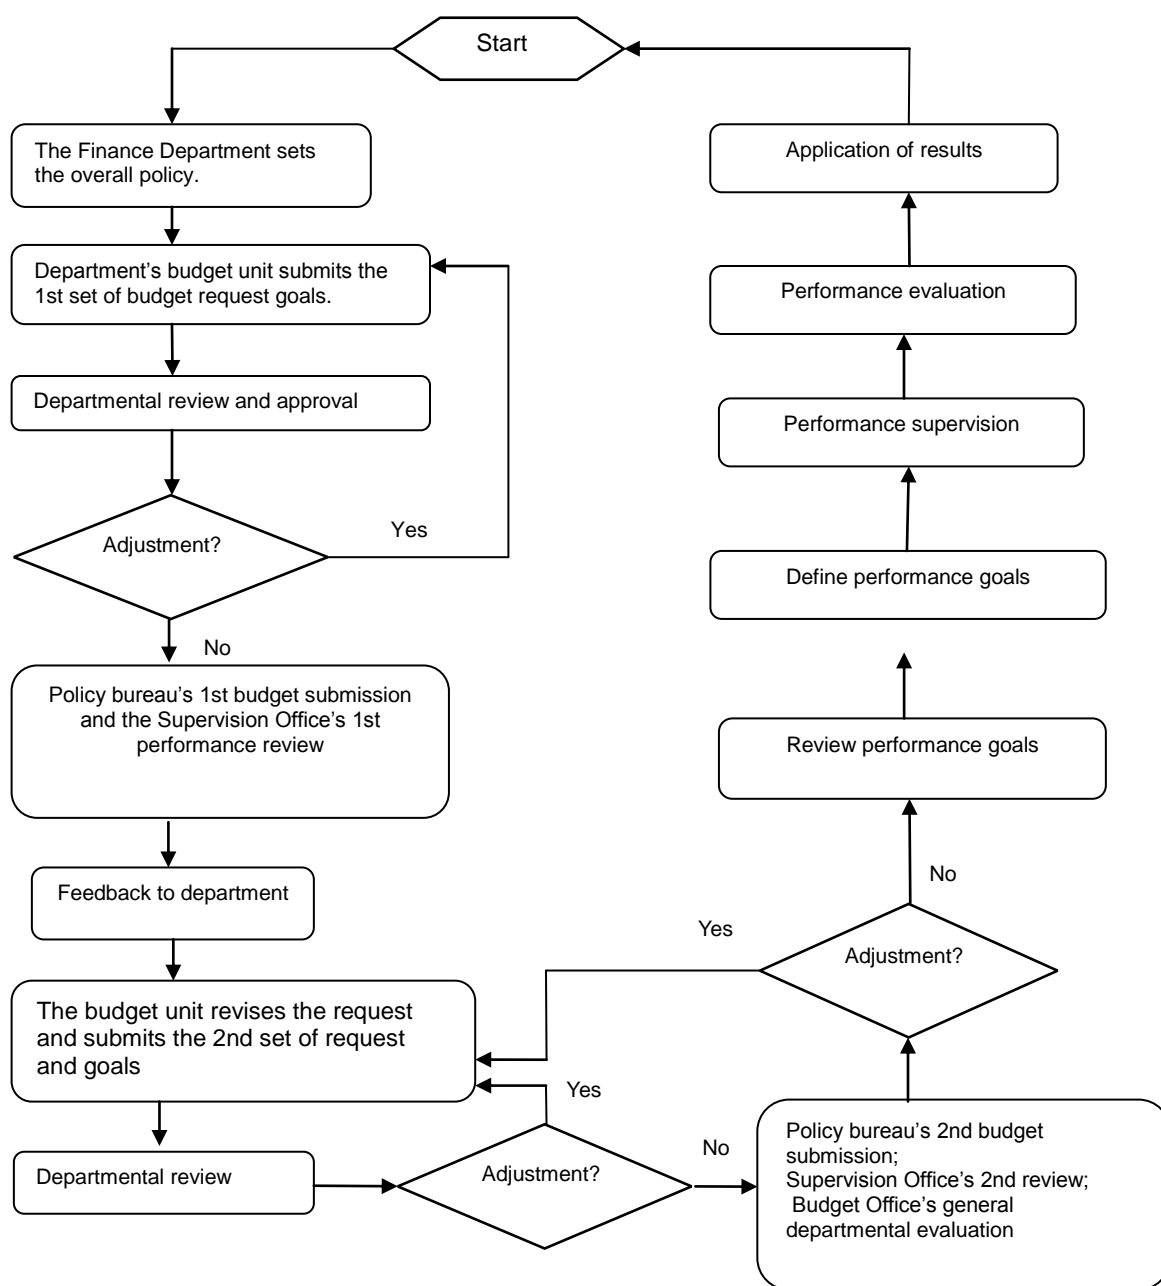 Start
The Finance Department sets
the overall policy.
Department’s budget unit submits the
1st set of budget request goals.
Departmental review and approval
Adjustment?
Yes
No
Policy bureau’s 1st budget submission
and the Supervision Office’s 1st
performance review
Feedback to department
The budget unit revises the request
and submits the 2nd set of request
and goals
Departmental review
Adjustment?
Yes
No
Policy bureau’s 2nd budget
submission;
Supervision Office’s 2nd review;
Budget Office’s general
departmental evaluation
Adjustment?
Yes
No
Review performance goals
Define performance goals
Performance supervision
Performance evaluation
Application of results